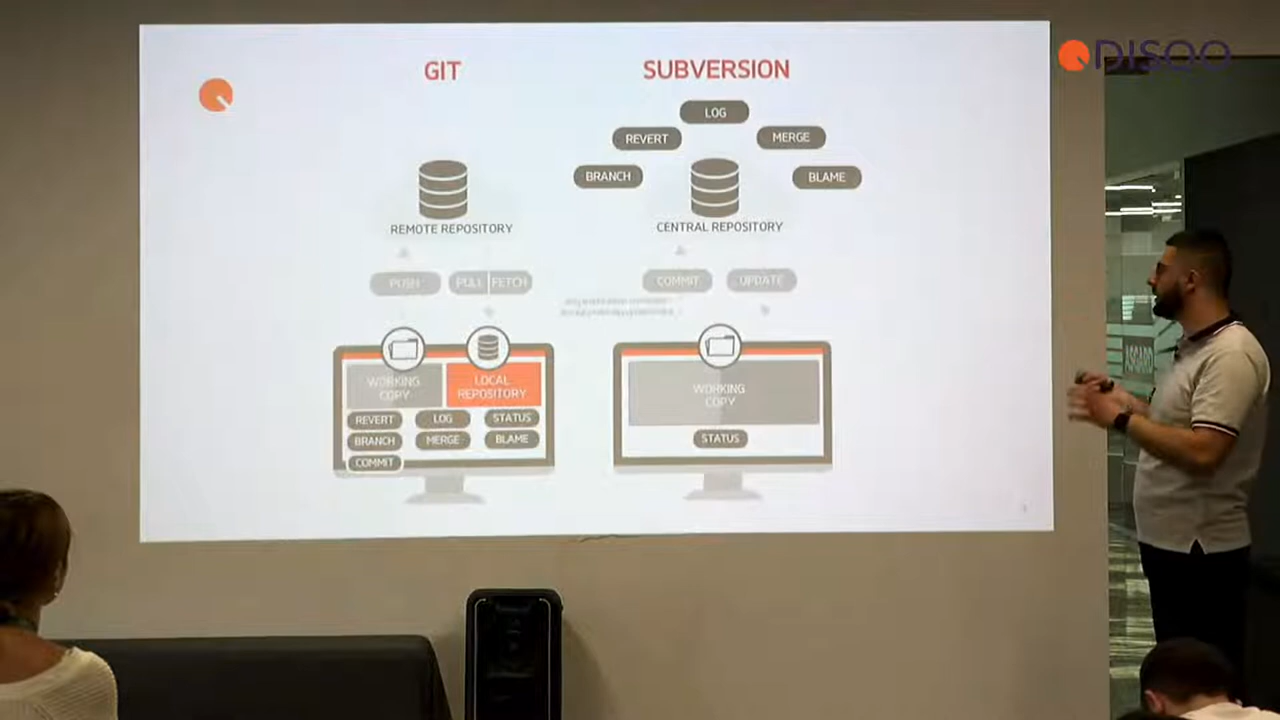 DISQO
GIT
SUBVERSION
LOG
REVERT
MERGE
BRANCH
BLAME
REMOTE REPOSITORY
CENTRAL REPOSITORY
PUSH
PULL
FETCH
COMMIT
UPDATE
WORKING
COPY
LOCAL
REPOSITORY
REVERT
LOG
STATUS
BRANCH
MERGE
BLAME
COMMIT
WORKING
COPY
STATUS
ASGARD